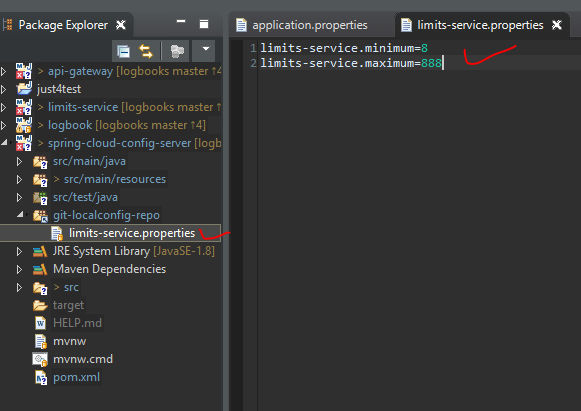 Package Explorer
> api-gateway [logbooks master ↑4
just4test
> limits-service [logbooks master ↑4
> logbook [logbooks master ↑4]
> spring-cloud-config-server [logb
src/main/java
> src/main/resources
src/test/java
git-localconfig-repo
limits-service.properties
JRE System Library [JavaSE-1.8]
Maven Dependencies
> src
target
HELP.md
mvnw
mvnw.cmd
pom.xml
application.properties
limits-service.properties
1 limits-service.minimum=8
2 limits-service.maximum=888